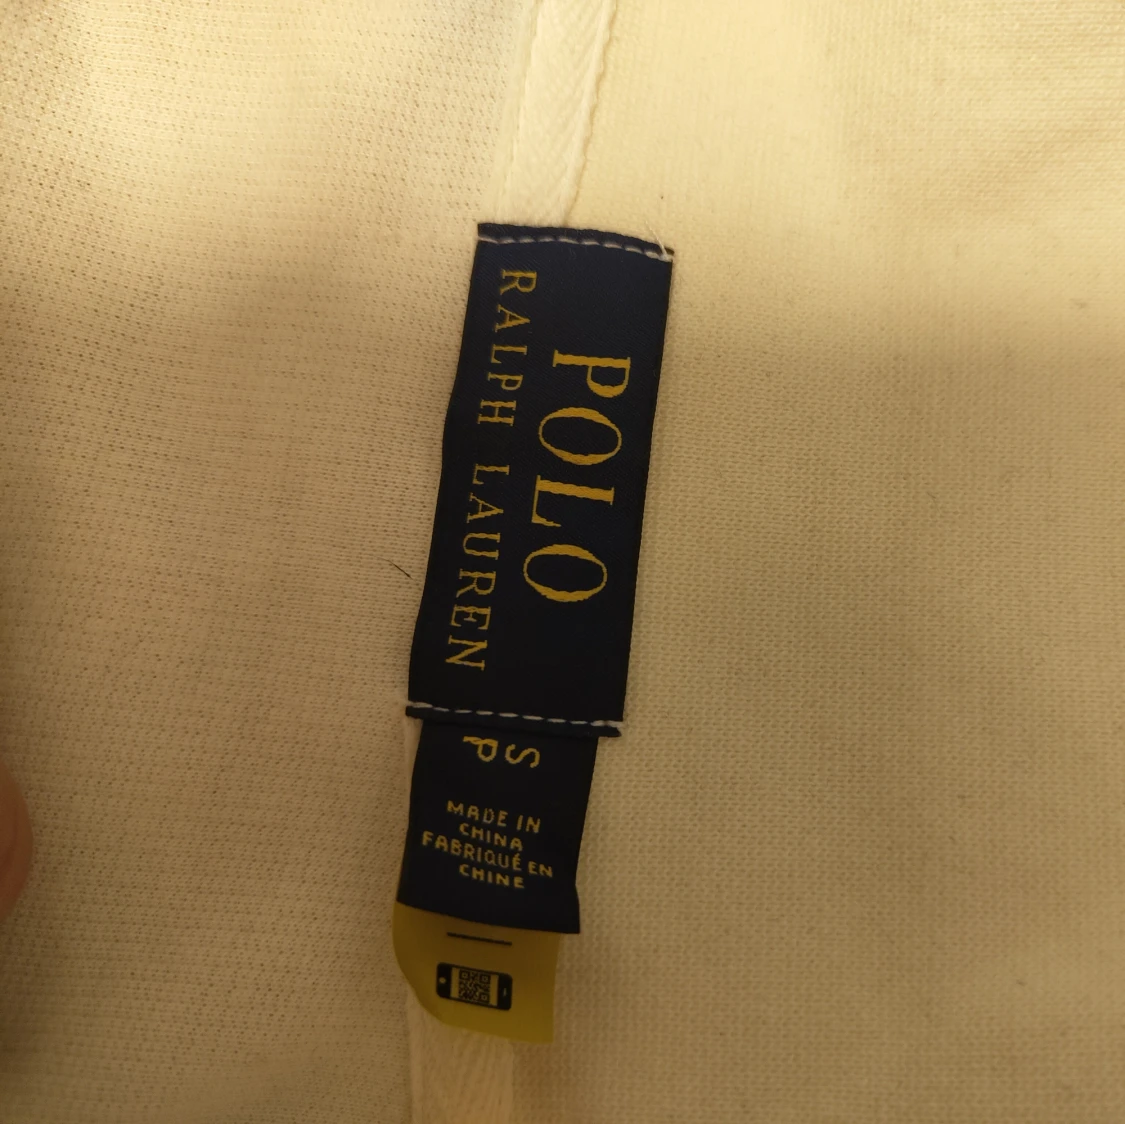 POLO
RALPH LAUREN
S
P
MADE IN
CHINA
FABRIQUÉ EN
CHINE